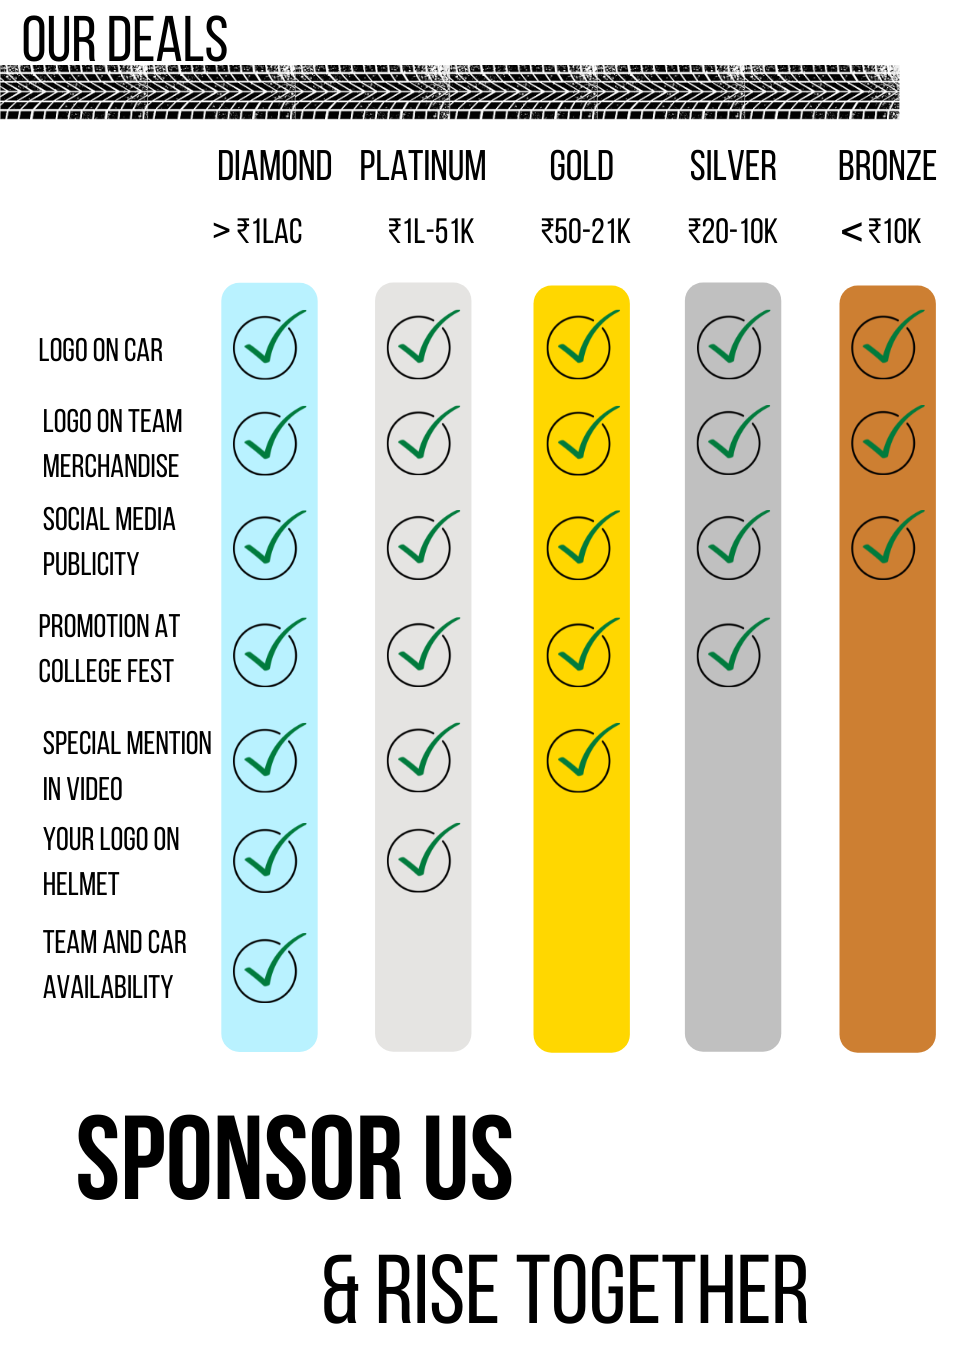 OUR DEALS
DIAMOND PLATINUM GOLD SILVER BRONZE
> ₹1LAC ₹1L-51K ₹50-21K ₹20-10K < ₹10K
LOGO ON CAR
LOGO ON TEAM
MERCHANDISE
SOCIAL MEDIA
PUBLICITY
PROMOTION AT
COLLEGE FEST
SPECIAL MENTION
IN VIDEO
YOUR LOGO ON
HELMET
TEAM AND CAR
AVAILABILITY
SPONSOR US
& RISE TOGETHER